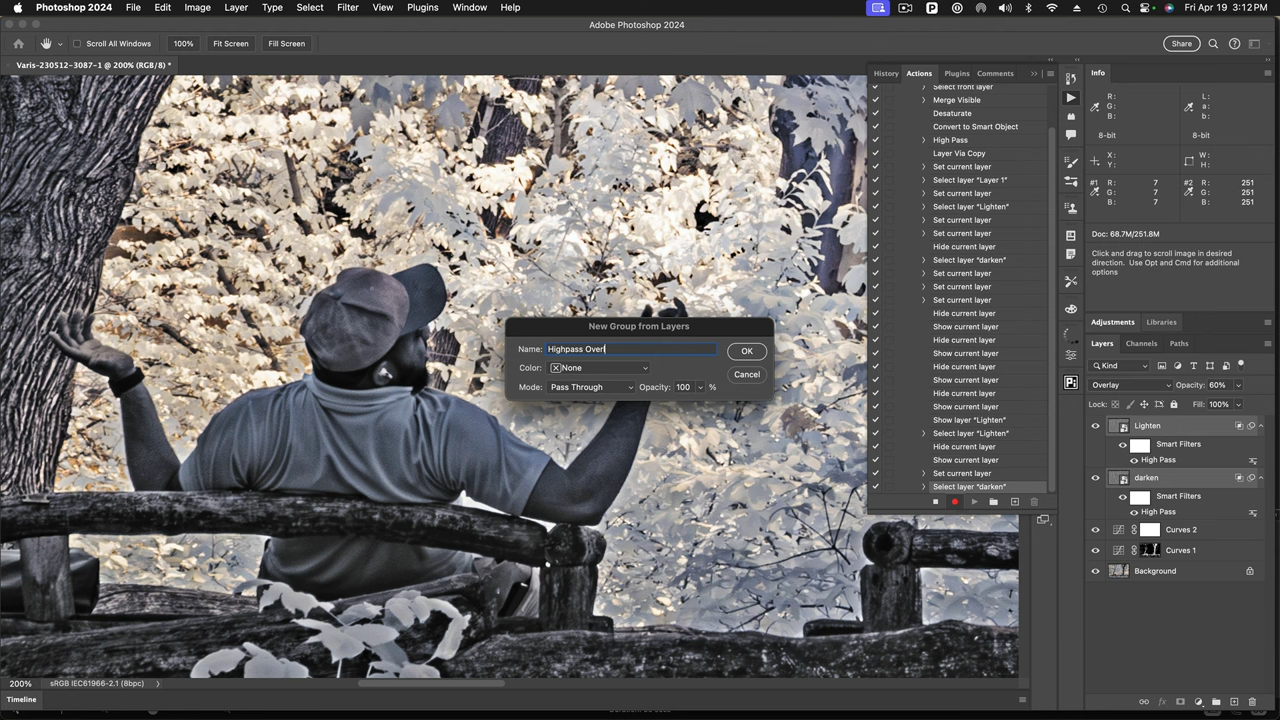 Photoshop 2024 File Edit Image Layer Type Select Filter View Plugins Window Help Fri Apr 19 3:12 PM
Adobe Photoshop 2024
Scroll All Windows 100% Fit Screen Fill Screen Share
Varis-230512-3087-1 @ 200% (RGB/8) *
History Actions Plugins Comments
Select front layer
Merge Visible
Desaturate
Convert to Smart Object
High Pass
Layer Via Copy
Set current layer
Select layer “Layer 1”
Set current layer
Select layer “Lighten”
Set current layer
Set current layer
Hide current layer
Select layer “darken”
Set current layer
Set current layer
Hide current layer
Show current layer
Hide current layer
Show current layer
Hide current layer
Show current layer
Hide current layer
Show current layer
Show layer “Lighten”
Select layer “Lighten”
Hide current layer
Show current layer
Set current layer
Select layer “darken”
New Group from Layers
Name: Highpass Overl
OK
Color: None
Cancel
Mode: Pass Through Opacity: 100 %
Info
R: L:
G: a:
B: b:
8-bit 8-bit
X: W:
Y: H:
#1 R: 7 #2 R: 251
G: 7 G: 251
B: 7 B: 251
Doc: 68.7M/251.8M
Click and drag to scroll image in desired
direction. Use Opt and Cmd for additional
options
Adjustments Libraries
Layers Channels Paths
Kind
Overlay Opacity: 60%
Lock: Fill: 100%
Lighten
Smart Filters
High Pass
darken
Smart Filters
High Pass
Curves 2
Curves 1
Background
200% sRGB IEC61966-2.1 (8bpc)
Timeline